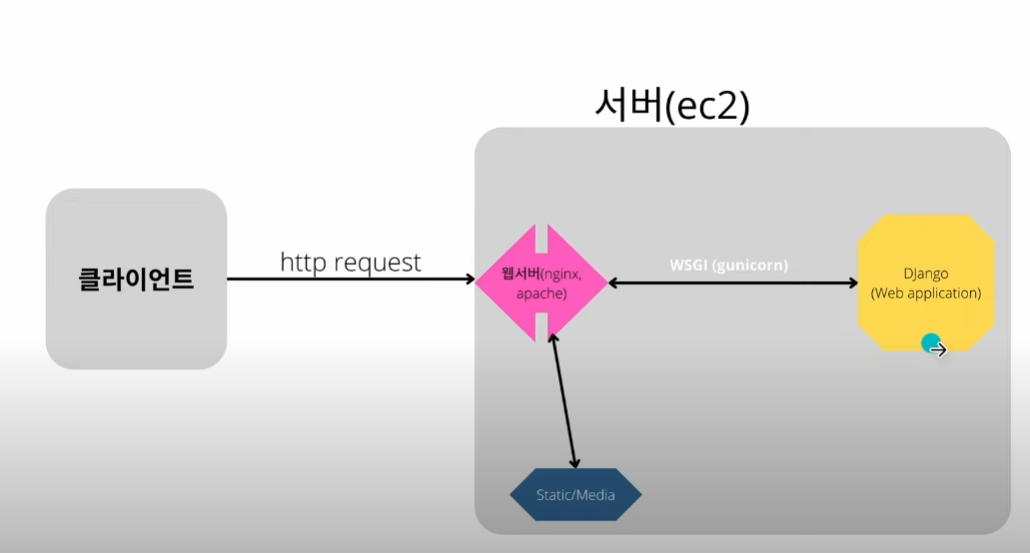 서버(ec2)
클라이언트
http request
웹서버(nginx,
apache)
WSGI (gunicorn)
DJango
(Web application)
Static/Media